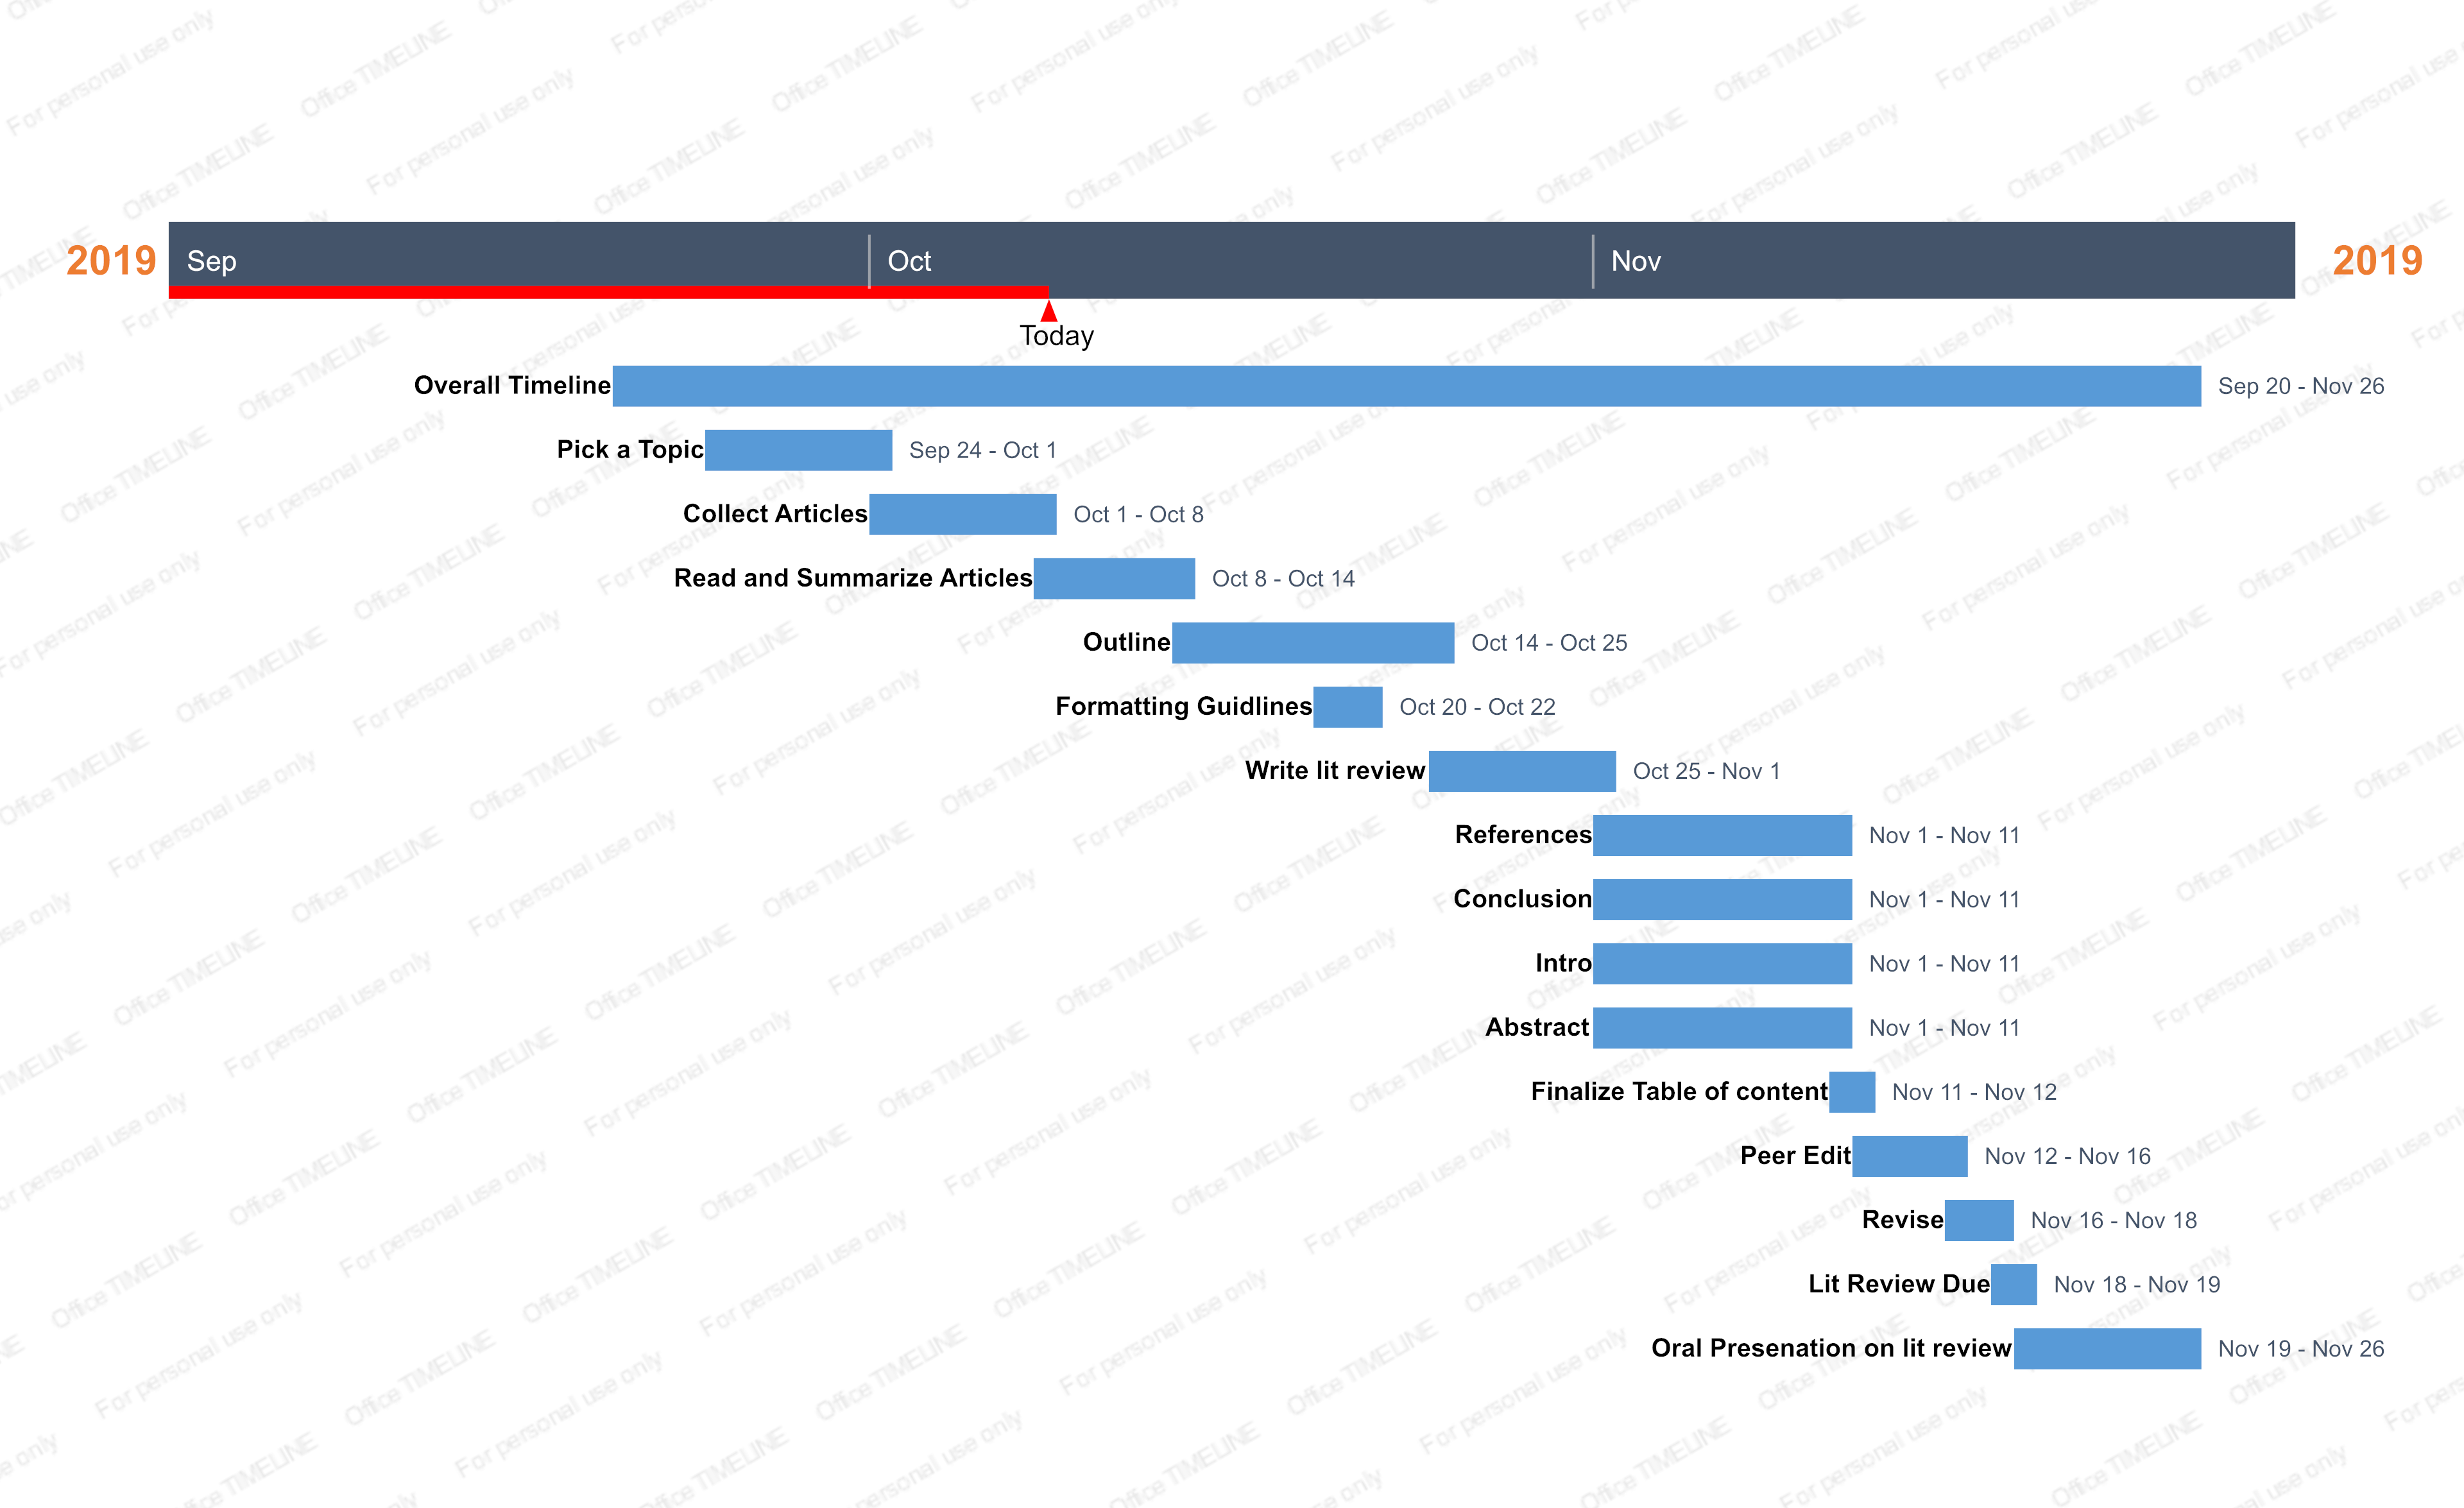 2019 Sep Oct Nov 2019
Today
Overall Timeline Sep 20 - Nov 26
Pick a Topic Sep 24 - Oct 1
Collect Articles Oct 1 - Oct 8
Read and Summarize Articles Oct 8 - Oct 14
Outline Oct 14 - Oct 25
Formatting Guidlines Oct 20 - Oct 22
Write lit review Oct 25 - Nov 1
References Nov 1 - Nov 11
Conclusion Nov 1 - Nov 11
Intro Nov 1 - Nov 11
Abstract Nov 1 - Nov 11
Finalize Table of content Nov 11 - Nov 12
Peer Edit Nov 12 - Nov 16
Revise Nov 16 - Nov 18
Lit Review Due Nov 18 - Nov 19
Oral Presenation on lit review Nov 19 - Nov 26
Office TIMELINE For personal use only